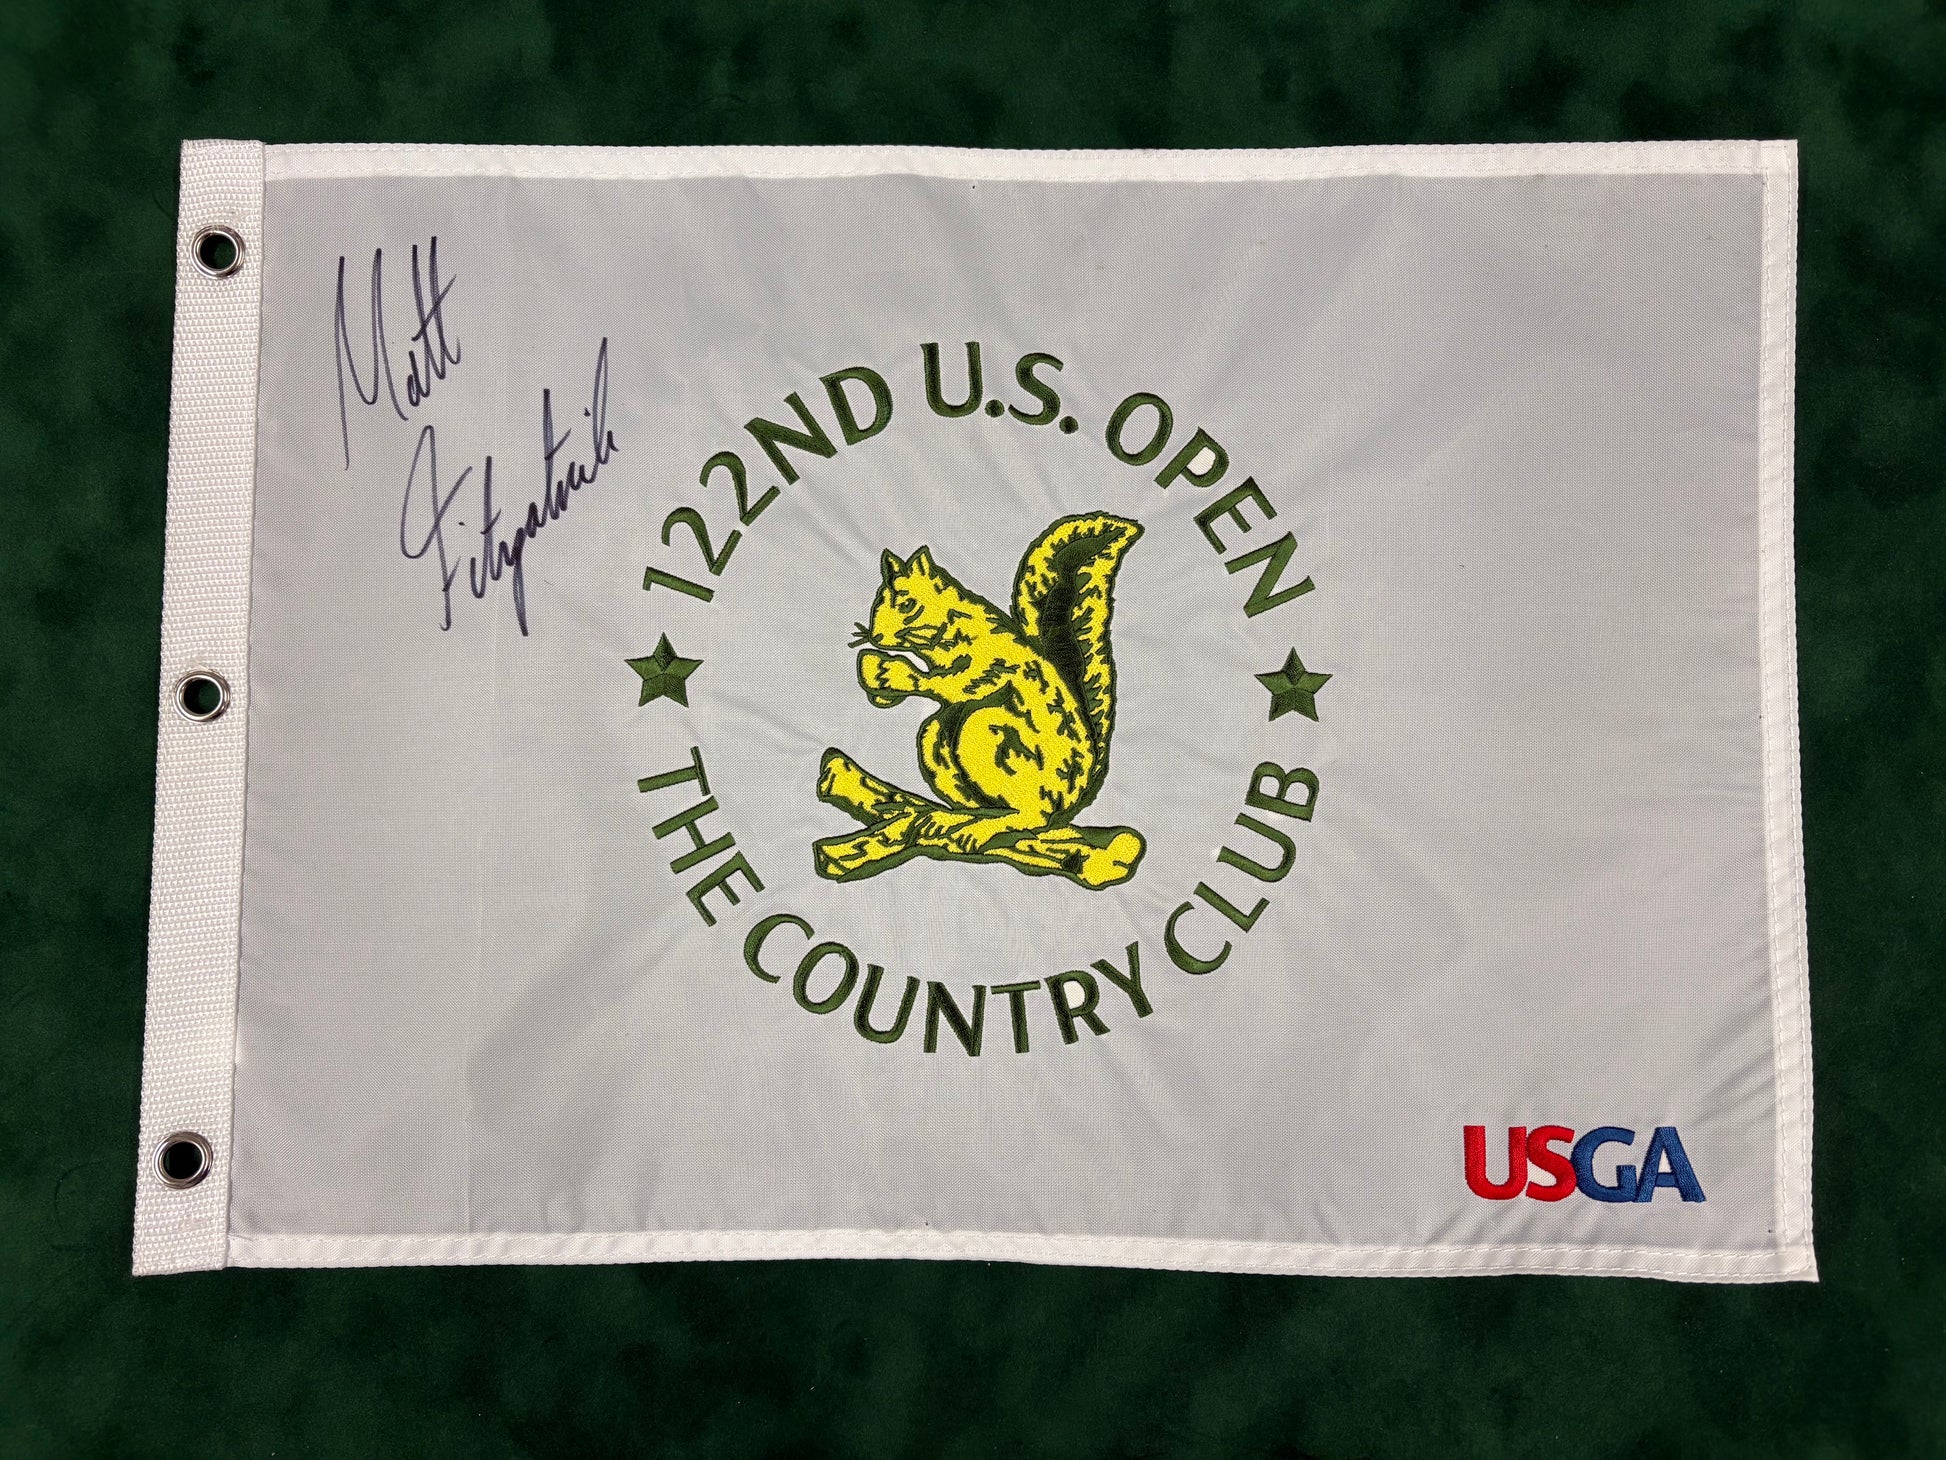 Matt
Fitzpatrick
122ND U.S. OPEN
THE COUNTRY CLUB
USGA